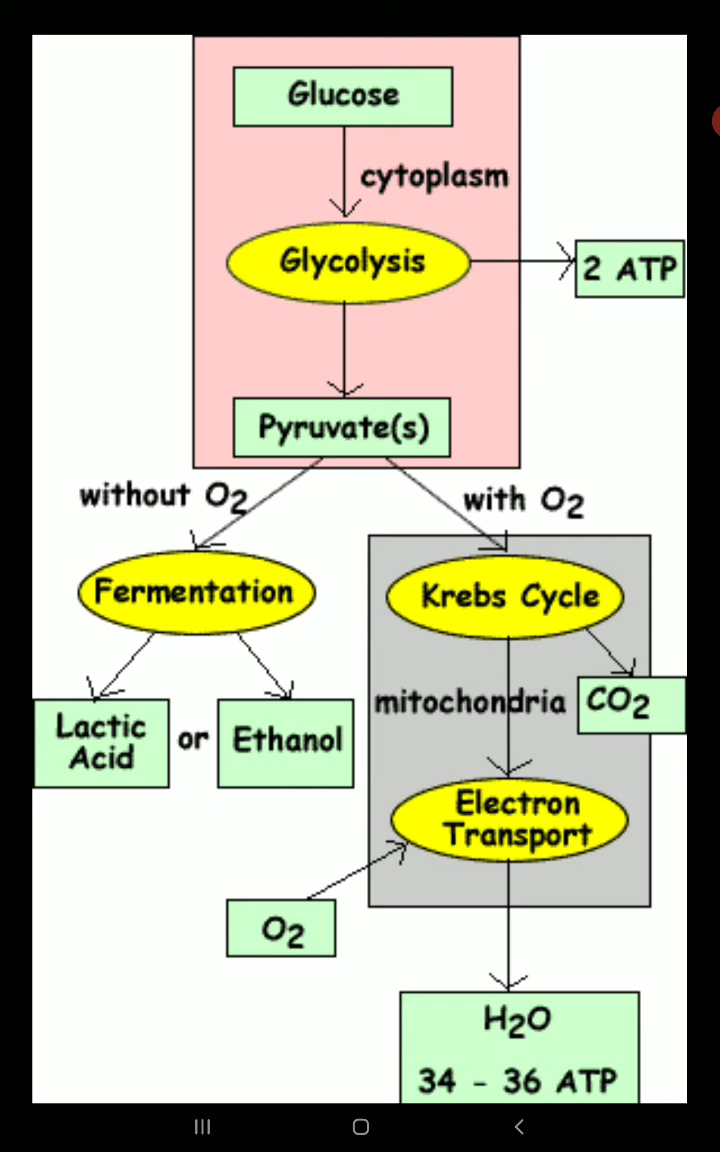 Glucose
cytoplasm
Glycolysis
2 ATP
Pyruvate(s)
without O2
with O2
Fermentation
Krebs Cycle
Lactic
Acid
or
Ethanol
mitochondria
CO2
Electron
Transport
O2
H2O
34 - 36 ATP